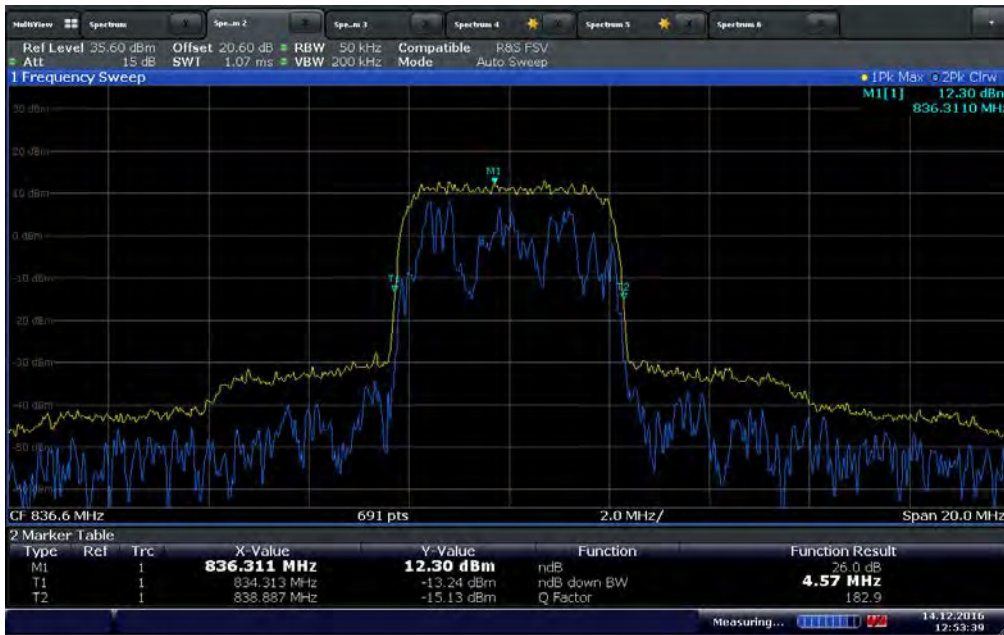 MultiView Spectrum Spe...m 2 Spe...m 3 Spectrum 4 Spectrum 5 Spectrum 6
Ref Level 35.60 dBm Offset 20.60 dB RBW 50 kHz Compatible R&S FSV
Att 15 dB SWT 1.07 ms VBW 200 kHz Mode Auto Sweep
1 Frequency Sweep 1Pk Max 2Pk Clrw
M1[1] 12.30 dBm
836.3110 MHz
30 dBm
20 dBm
M1
10 dBm
0 dBm
-10 dBm
T1 T2
-20 dBm
-30 dBm
-40 dBm
-50 dBm
CF 836.6 MHz 691 pts 2.0 MHz/ Span 20.0 MHz
2 Marker Table
Type Ref Trc X-Value Y-Value Function Function Result
M1 1 836.311 MHz 12.30 dBm ndB 26.0 dB
T1 1 834.313 MHz -13.24 dBm ndB down BW 4.57 MHz
T2 1 838.887 MHz -15.13 dBm Q Factor 182.9
Measuring... 14.12.2016
12:53:39